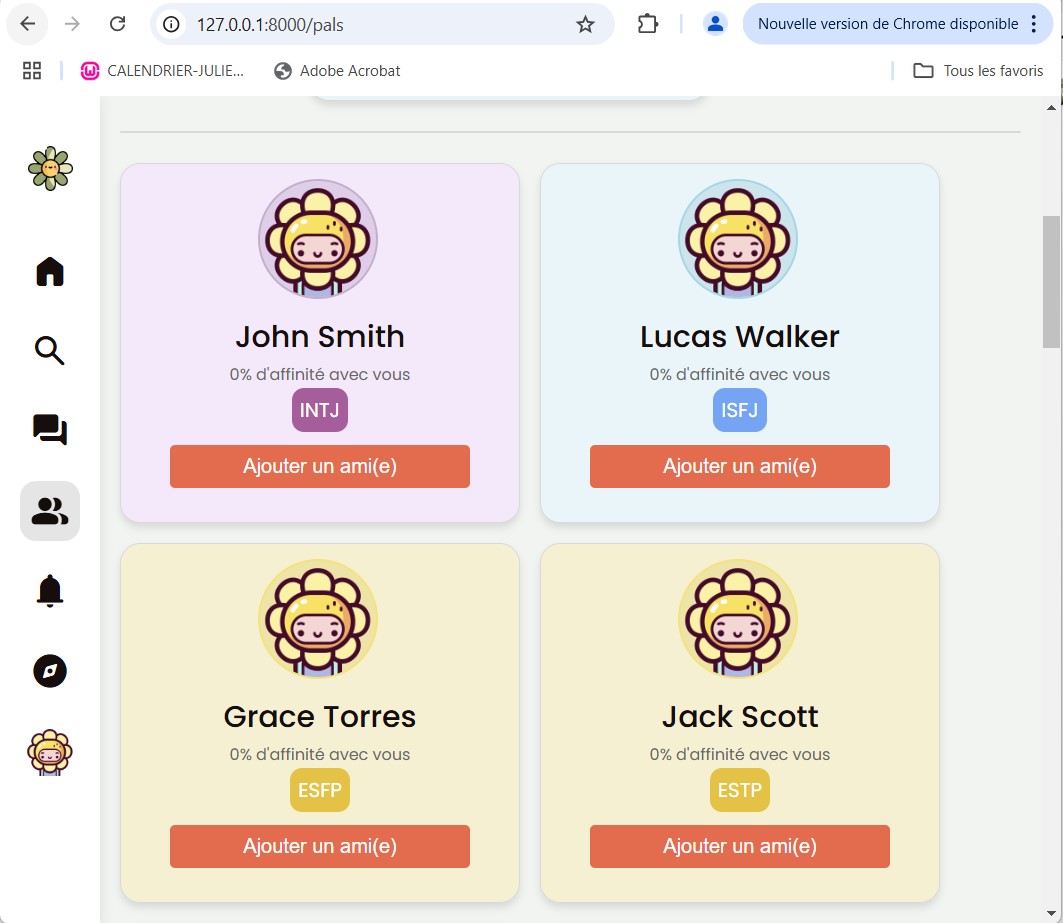 127.0.0.1:8000/pals
Nouvelle version de Chrome disponible
CALENDRIER-JULIE...
Adobe Acrobat
Tous les favoris
John Smith
0% d'affinité avec vous
INTJ
Ajouter un ami(e)
Lucas Walker
0% d'affinité avec vous
ISFJ
Ajouter un ami(e)
Grace Torres
0% d'affinité avec vous
ESFP
Ajouter un ami(e)
Jack Scott
0% d'affinité avec vous
ESTP
Ajouter un ami(e)